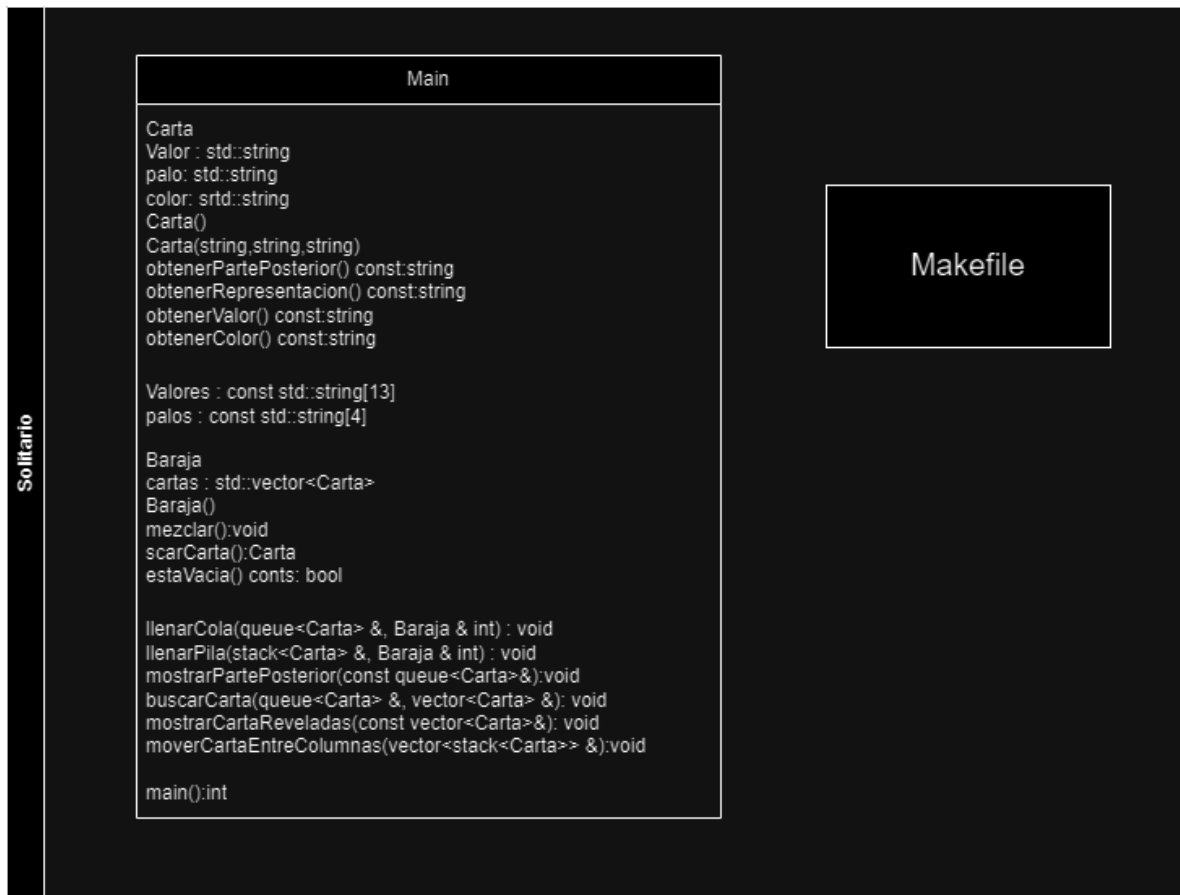 Solitario
Main
Carta
Valor : std::string
palo: std::string
color: srtd::string
Carta()
Carta(string,string,string)
obtenerPartePosterior() const:string
obtenerRepresentacion() const:string
obtenerValor() const:string
obtenerColor() const:string
Valores : const std::string[13]
palos : const std::string[4]
Baraja
cartas : std::vector<Carta>
Baraja()
mezclar():void
scarCarta():Carta
estaVacia() conts: bool
llenarCola(queue<Carta> &, Baraja & int) : void
llenarPila(stack<Carta> &, Baraja & int) : void
mostrarPartePosterior(const queue<Carta>&):void
buscarCarta(queue<Carta> &, vector<Carta> &): void
mostrarCartaReveladas(const vector<Carta>&): void
moverCartaEntreColumnas(vector<stack<Carta>> &):void
main():int
Makefile